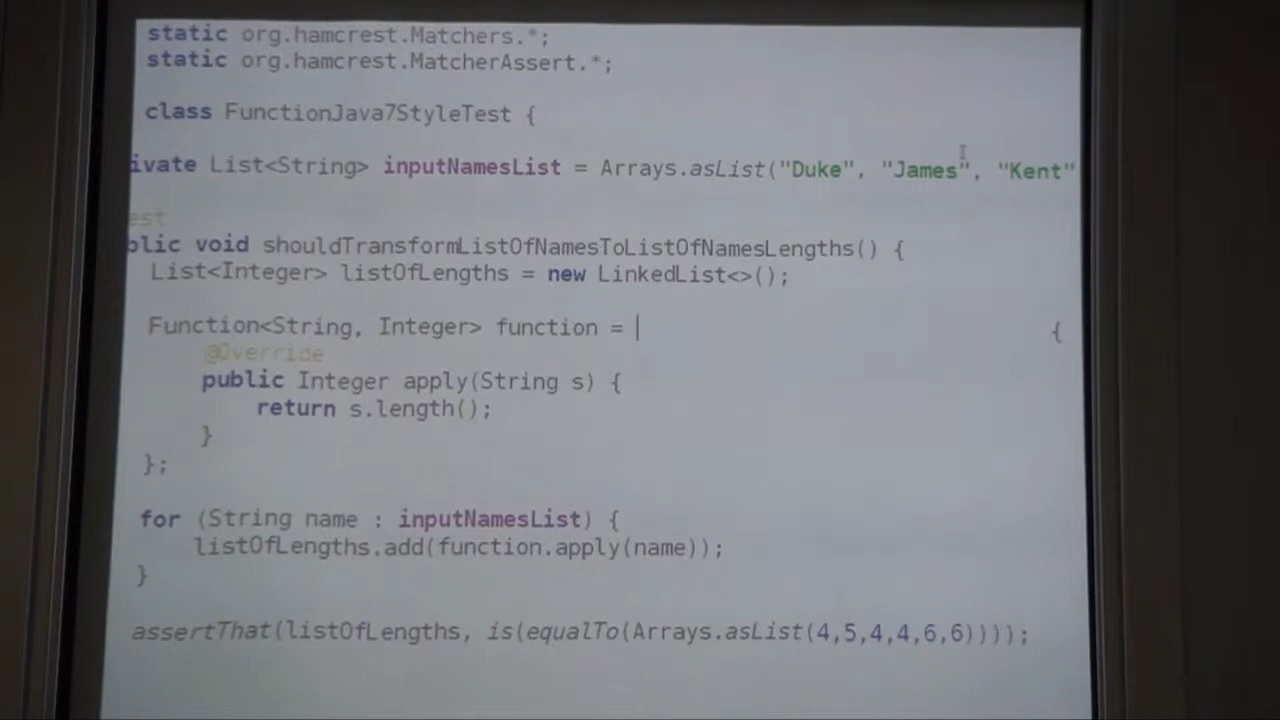 static org.hamcrest.Matchers.*;
static org.hamcrest.MatcherAssert.*;
class FunctionJava7StyleTest {
ivate List<String> inputNamesList = Arrays.asList("Duke", "James", "Kent"
est
blic void shouldTransformListOfNamesToListOfNamesLengths() {
List<Integer> listOfLengths = new LinkedList<>();
Function<String, Integer> function = {
@Override
public Integer apply(String s) {
return s.length();
}
};
for (String name : inputNamesList) {
listOfLengths.add(function.apply(name));
}
assertThat(listOfLengths, is(equalTo(Arrays.asList(4,5,4,4,6,6))));